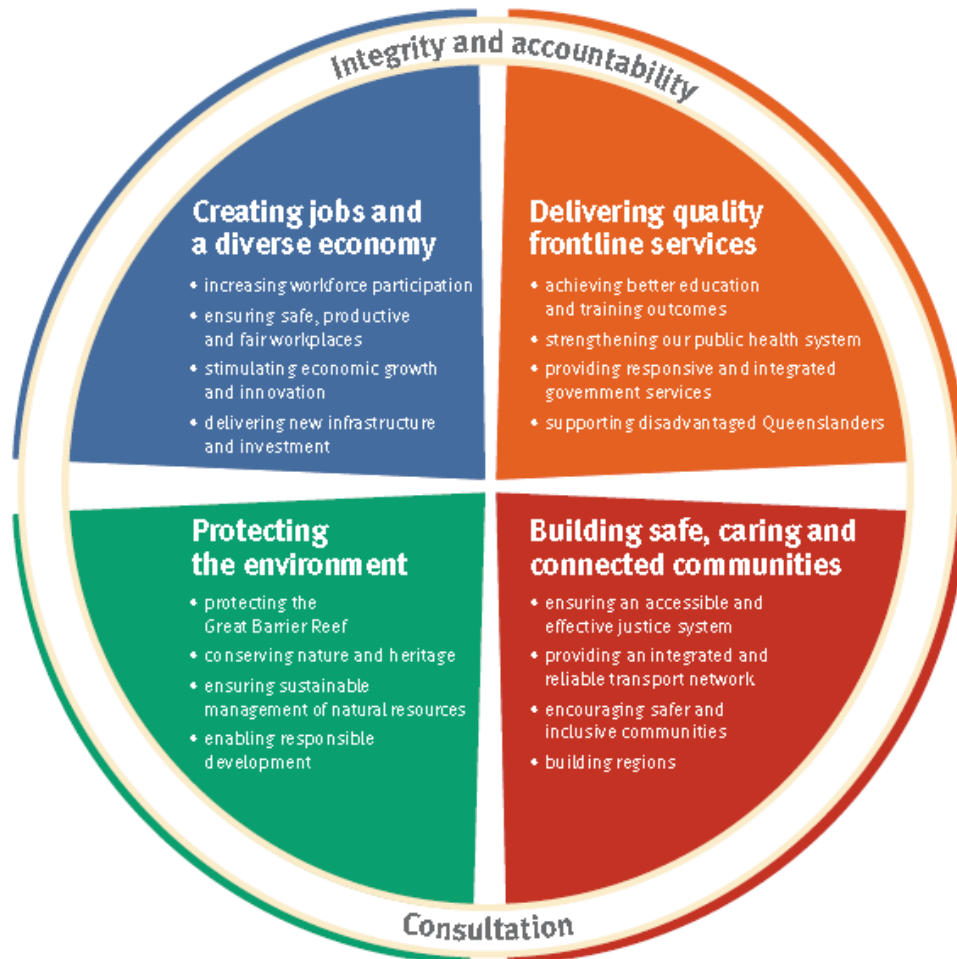 Integrity and accountability
Creating jobs and
a diverse economy
• increasing workforce participation
• ensuring safe, productive
and fair workplaces
• stimulating economic growth
and innovation
• delivering new infrastructure
and investment
Delivering quality
frontline services
• achieving better education
and training outcomes
• strengthening our public health system
• providing responsive and integrated
government services
• supporting disadvantaged Queenslanders
Protecting
the environment
• protecting the
Great Barrier Reef
• conserving nature and heritage
• ensuring sustainable
management of natural resources
• enabling responsible
development
Building safe, caring and
connected communities
• ensuring an accessible and
effective justice system
• providing an integrated and
reliable transport network
• encouraging safer and
inclusive communities
• building regions
Consultation